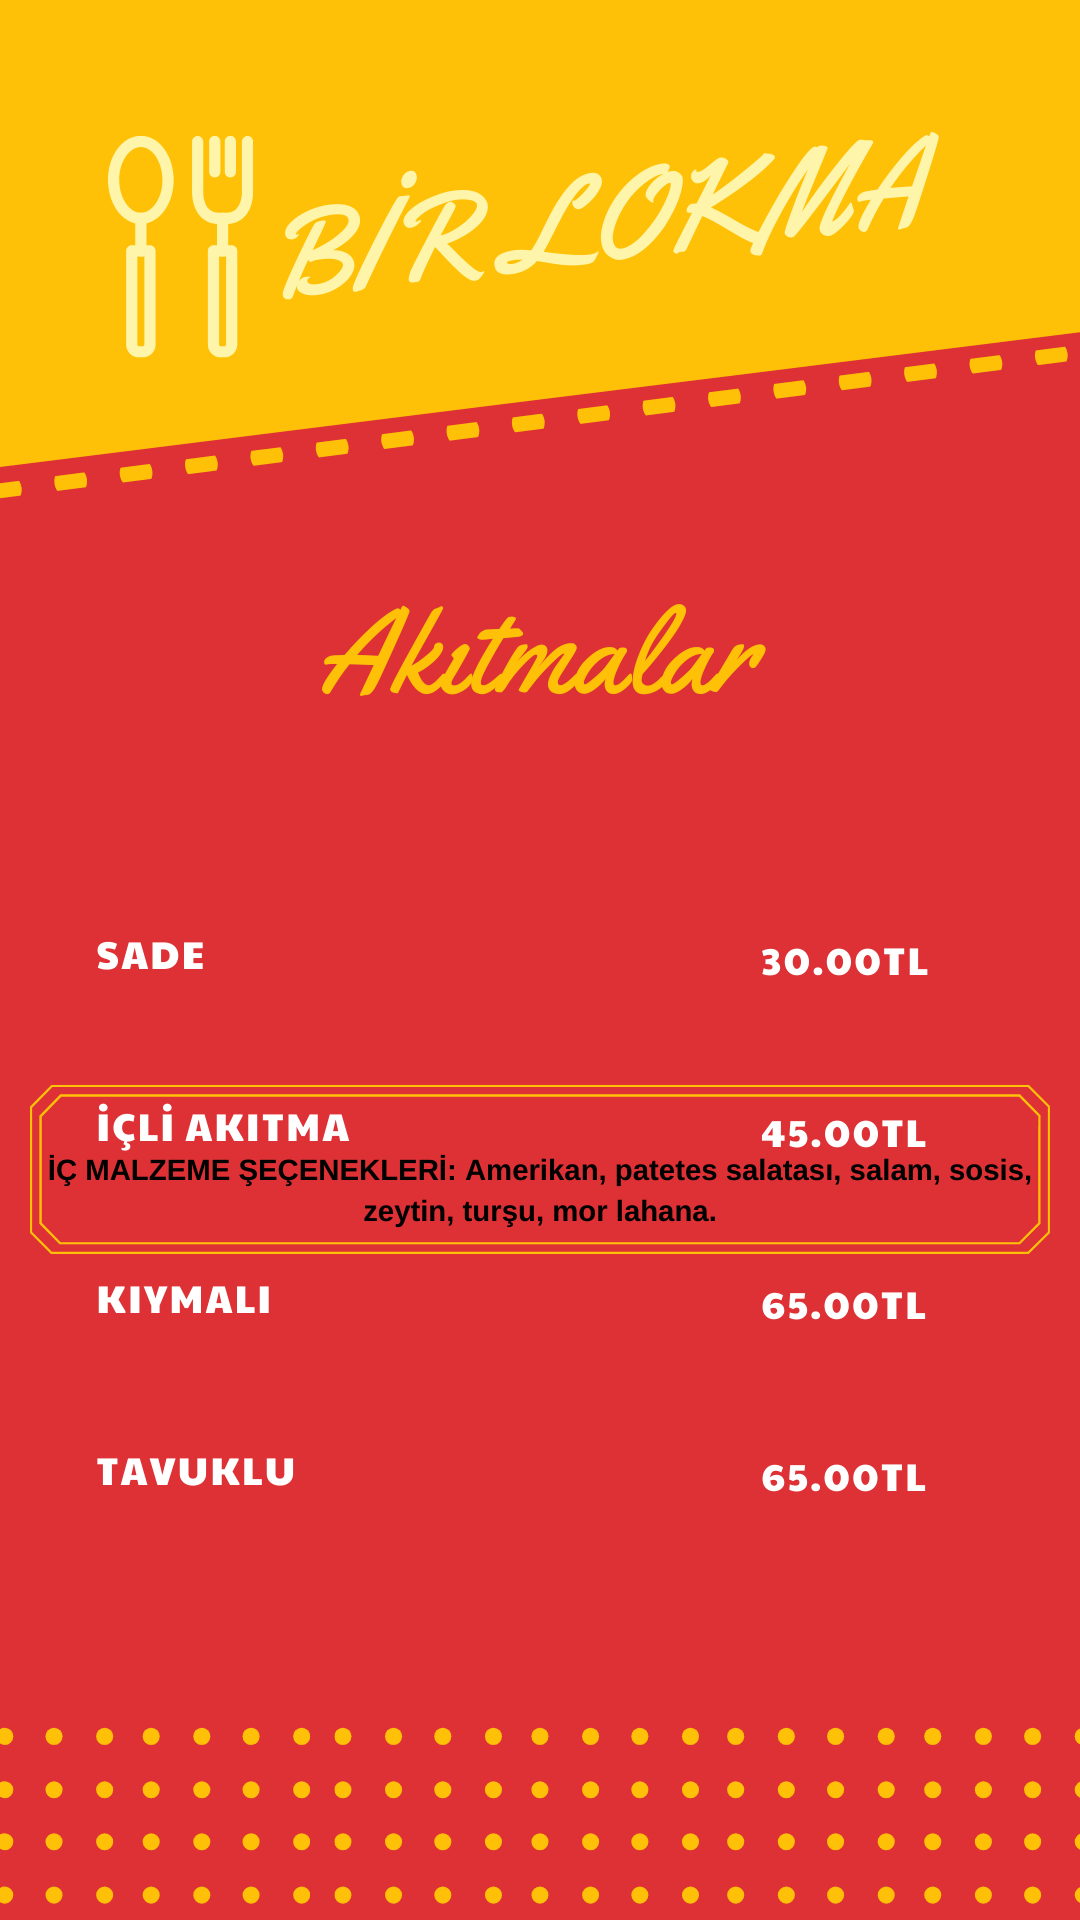 BİR LOKMA
Akıtmalar
SADE 30.00TL
İÇLİ AKITMA 45.00TL
İÇ MALZEME ŞEÇENEKLERİ: Amerikan, patetes salatası, salam, sosis,
zeytin, turşu, mor lahana.
KIYMALI 65.00TL
TAVUKLU 65.00TL